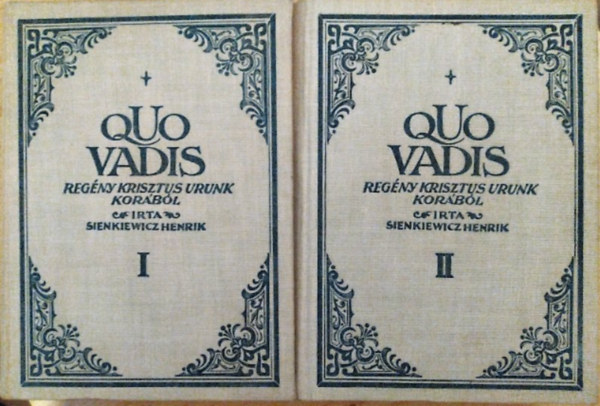 QUO
VADIS
REGÉNY KRISZTUS URUNK
KORÁBÓL
IRTA
SIENKIEWICZ HENRIK
I
QUO
VADIS
REGÉNY KRISZTUS URUNK
KORÁBÓL
IRTA
SIENKIEWICZ HENRIK
II